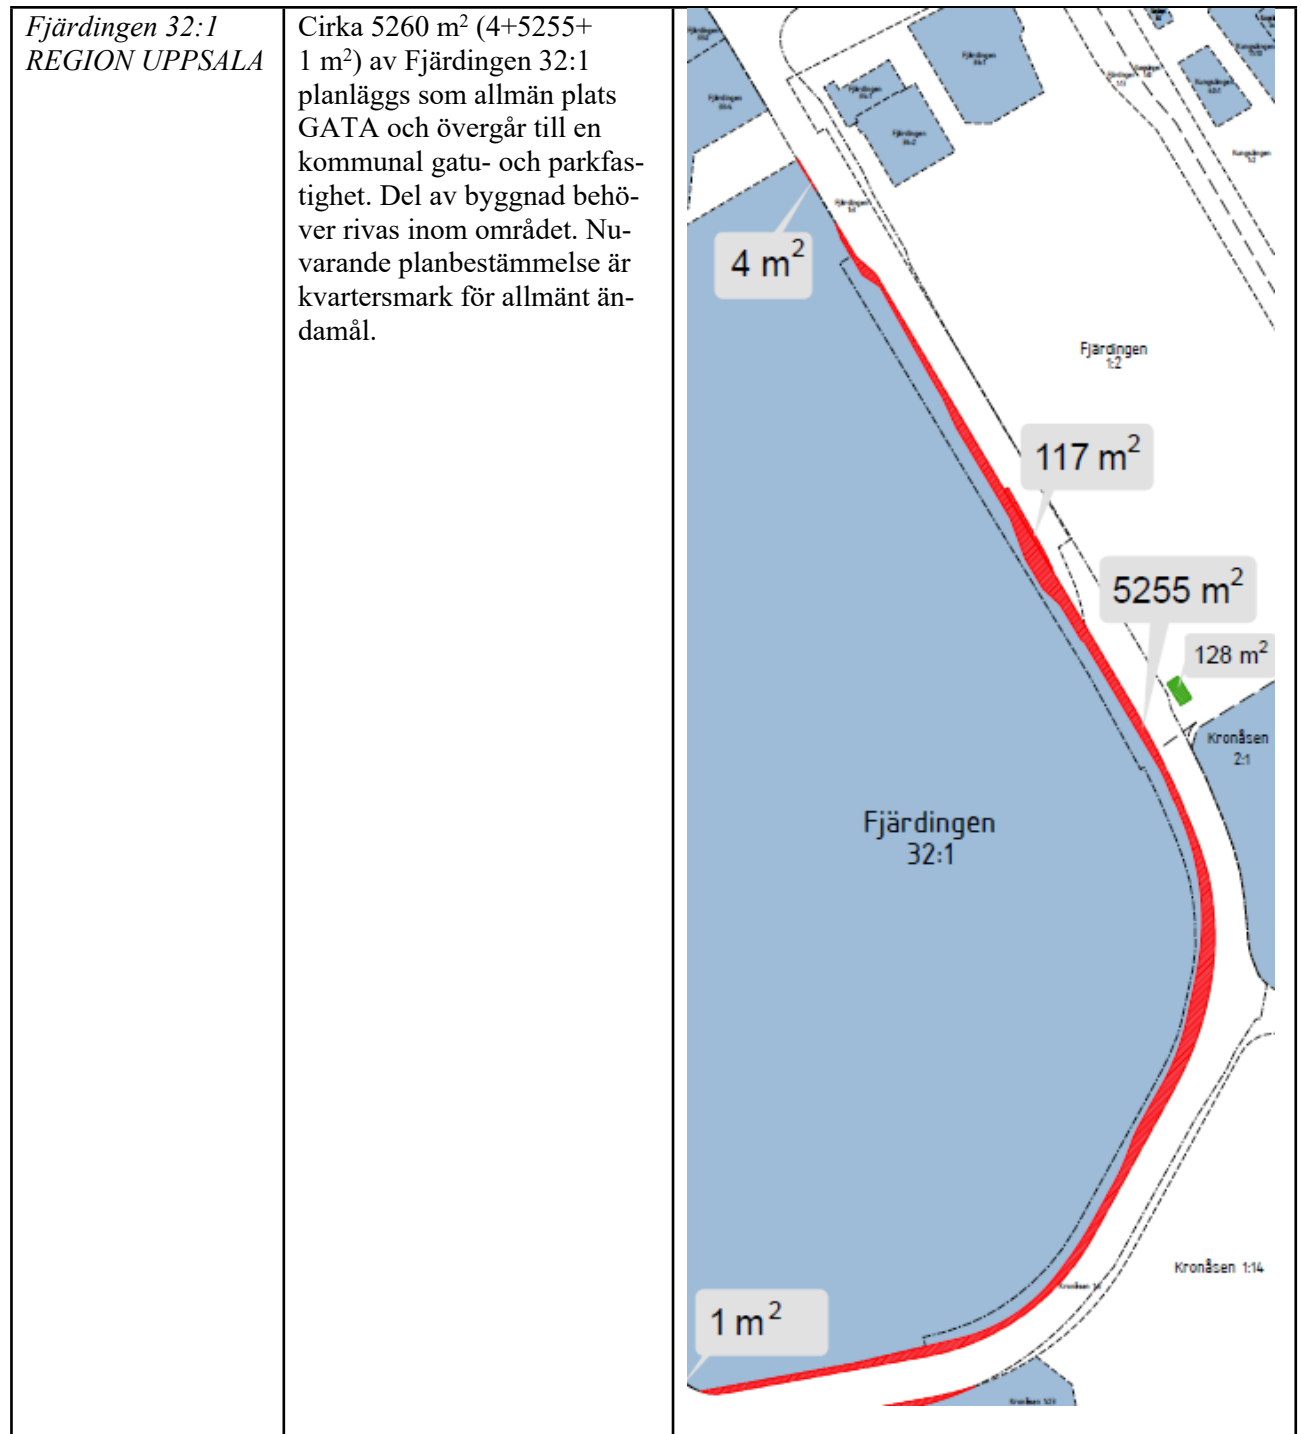 Fjärdingen 32:1
REGION UPPSALA
Cirka 5260 m² (4+5255+
1 m²) av Fjärdingen 32:1
planläggs som allmän plats
GATA och övergår till en
kommunal gatu- och parkfas-
tighet. Del av byggnad behö-
ver rivas inom området. Nu-
varande planbestämmelse är
kvartersmark för allmänt än-
damål.
4 m²
Fjärdingen
1:2
117 m²
5255 m²
128 m²
Kronåsen
2:1
Fjärdingen
32:1
Kronåsen 1:14
1 m²